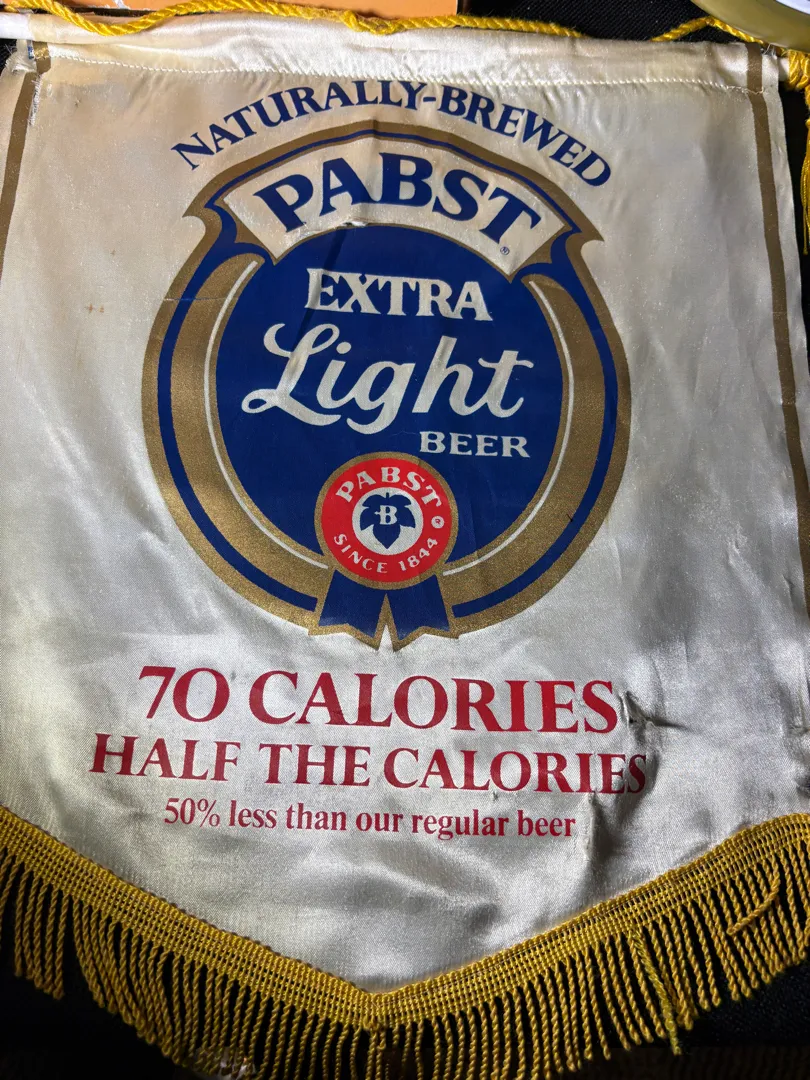 NATURALLY-BREWED
PABST®
EXTRA
Light
BEER
PABST
B
SINCE 1844
70 CALORIES
HALF THE CALORIES
50% less than our regular beer